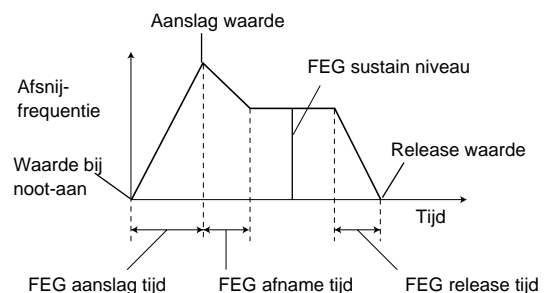 Aanslag waarde
FEG sustain niveau
Afsnij-
frequentie
Release waarde
Waarde bij
noot-aan
Tijd
FEG aanslag tijd
FEG afname tijd
FEG release tijd